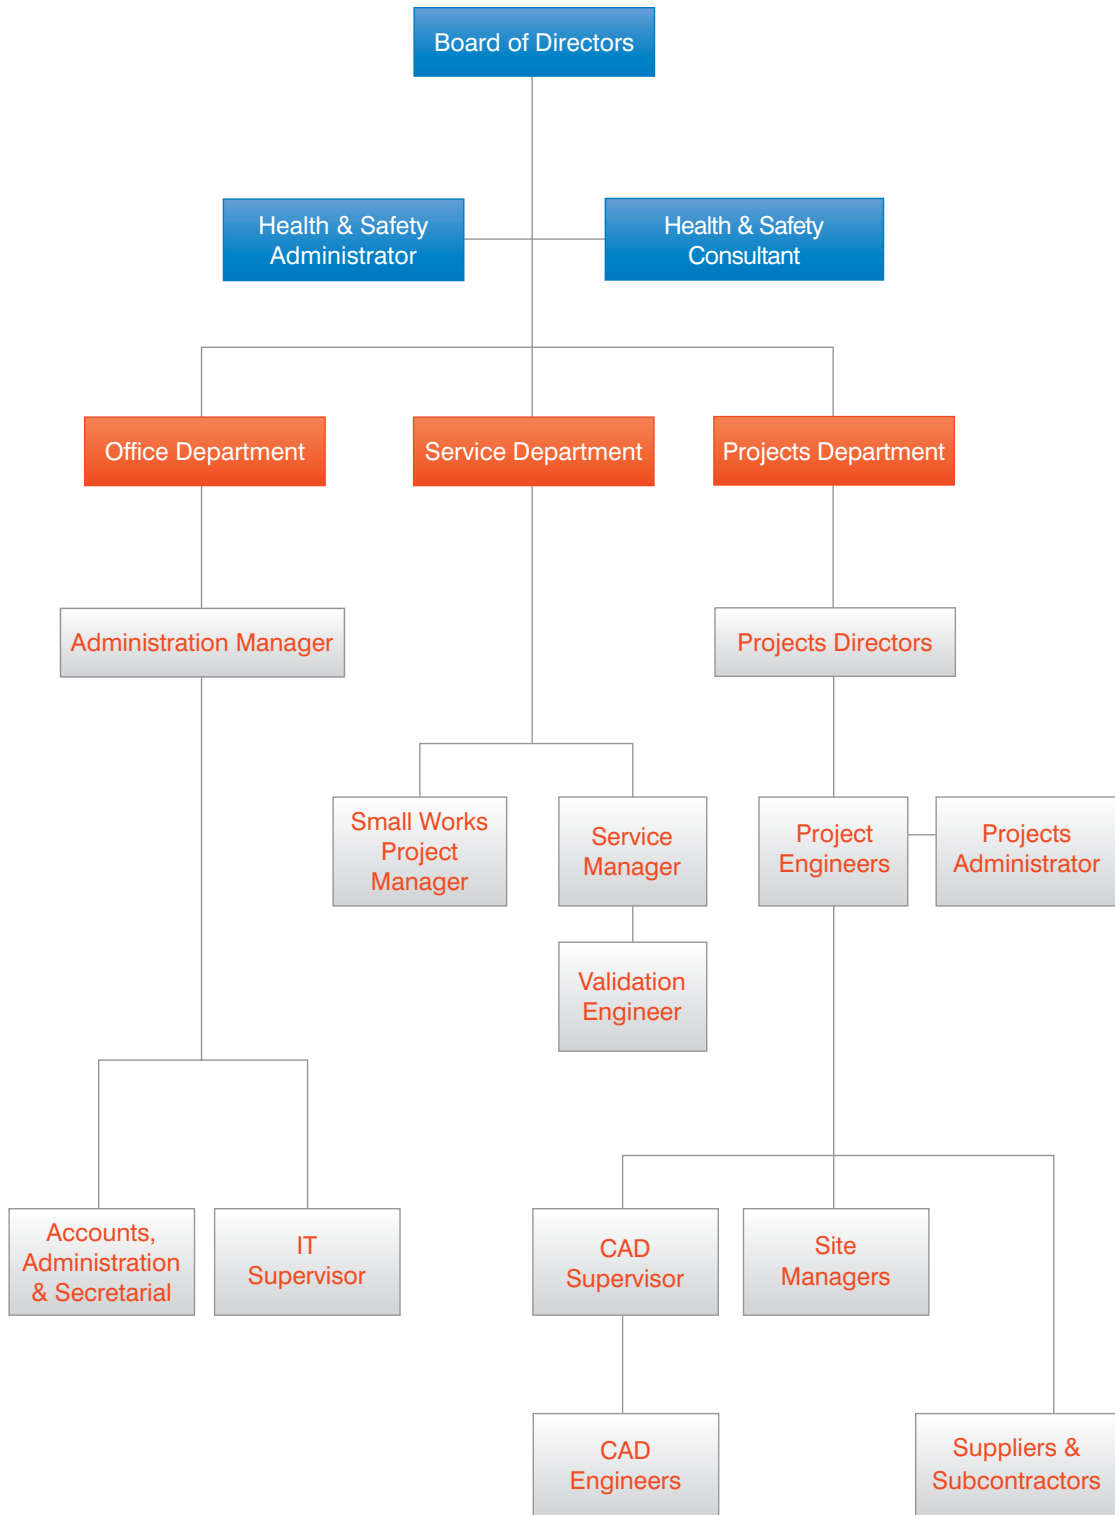 Board of Directors
Health & Safety
Administrator
Health & Safety
Consultant
Office Department
Service Department
Projects Department
Administration Manager
Projects Directors
Small Works
Project
Manager
Service
Manager
Project
Engineers
Projects
Administrator
Validation
Engineer
Accounts,
Administration
& Secretarial
IT
Supervisor
CAD
Supervisor
Site
Managers
CAD
Engineers
Suppliers &
Subcontractors